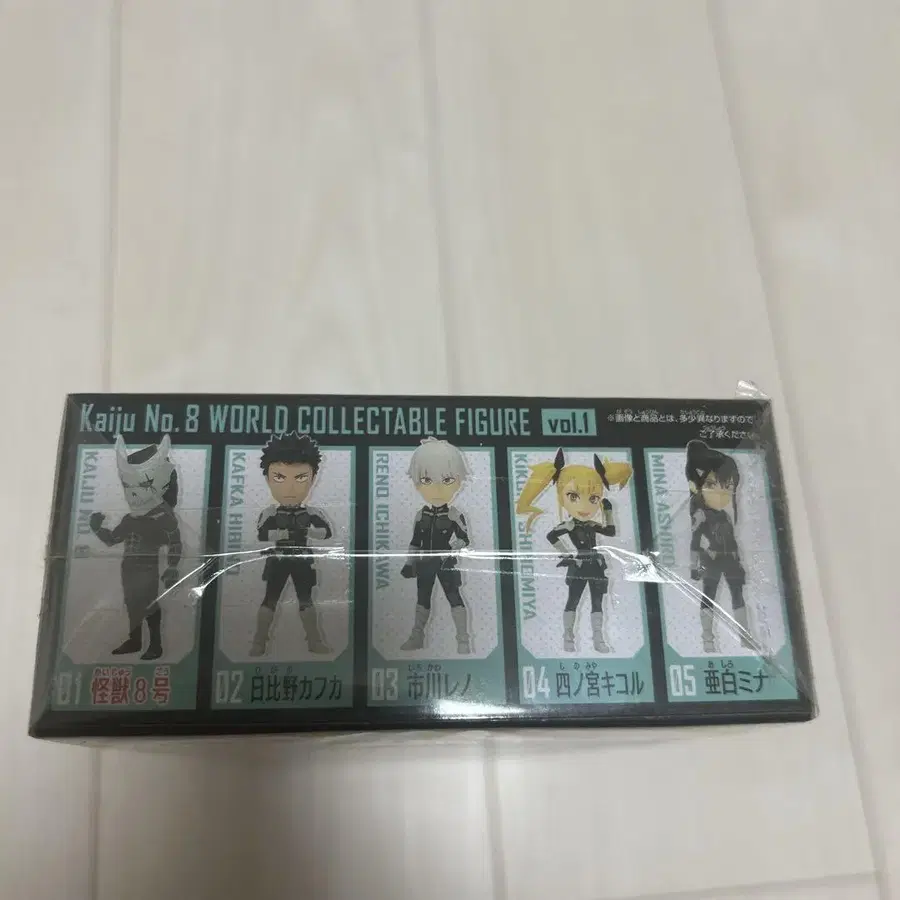 Kaiju No.8 WORLD COLLECTABLE FIGURE vol.1
※画像と商品とは、多少異なりますので
ご了承ください
KAFKA HIBI
RENO ICHIKAWA
MINA ASHIRO
01 怪獣8号
02 日比野カフカ
03 市川レノ
04 四ノ宮キコル
05 亜白ミナ